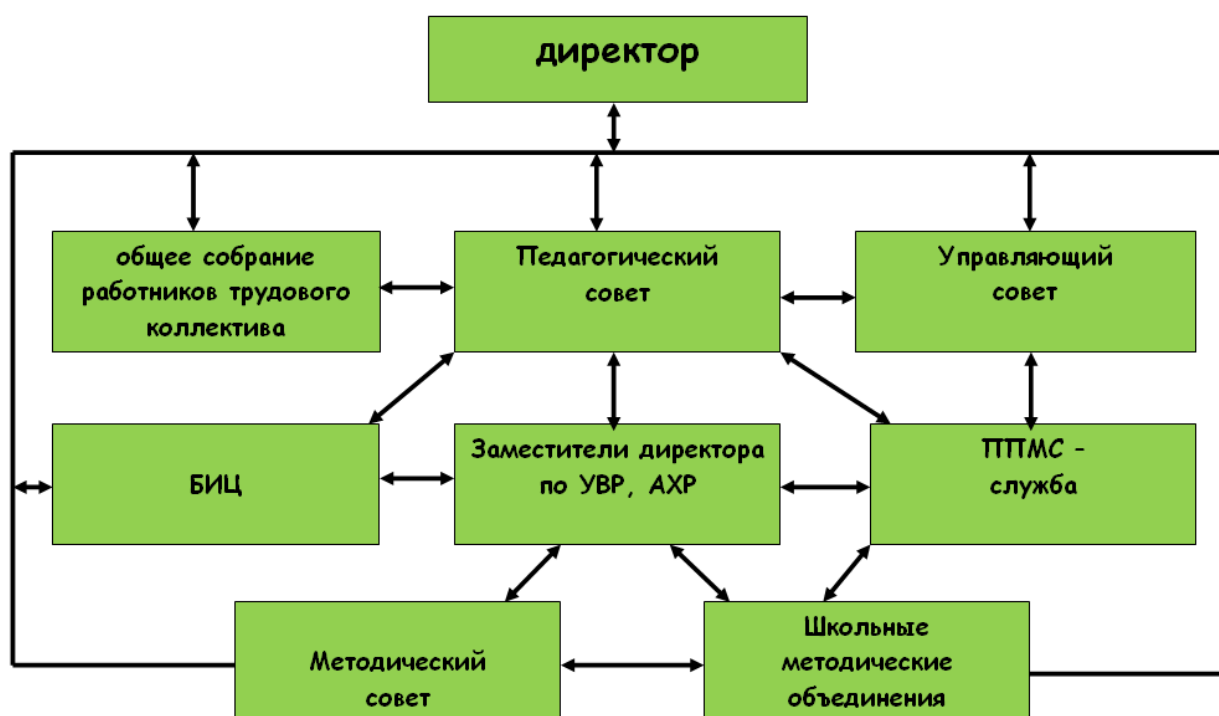 директор
общее собрание
работников трудового
коллектива
Педагогический
совет
Управляющий
совет
БИЦ
Заместители директора
по УВР, АХР
ППМС -
служба
Методический
совет
Школьные
методические
объединения